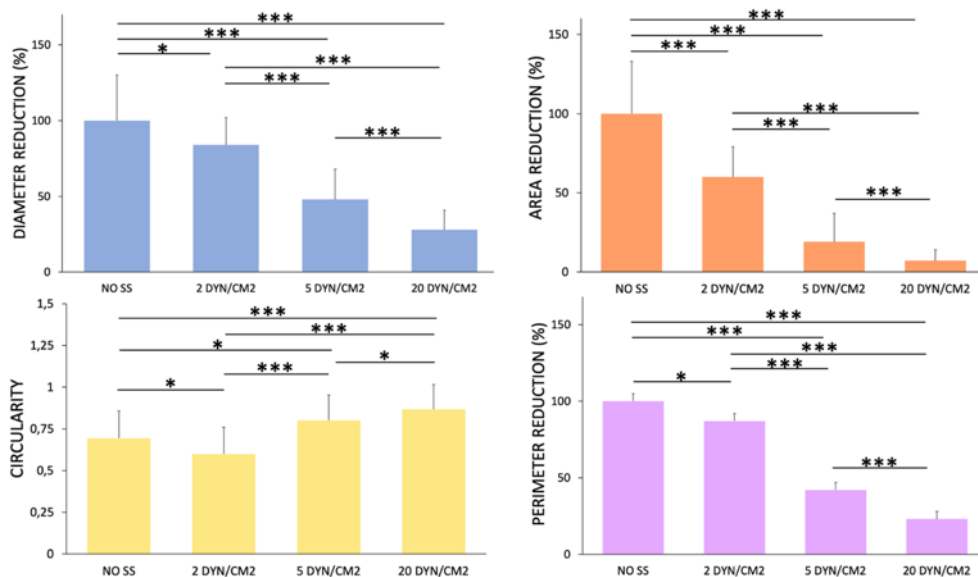 DIAMETER REDUCTION (%)
150
100
50
0
***
***
*
***
***
***
NO SS
2 DYN/CM2
5 DYN/CM2
20 DYN/CM2
AREA REDUCTION (%)
150
100
50
0
***
***
***
***
***
***
NO SS
2 DYN/CM2
5 DYN/CM2
20 DYN/CM2
CIRCULARITY
1,5
1,25
1
0,75
0,5
0,25
0
***
***
*
***
*
*
NO SS
2 DYN/CM2
5 DYN/CM2
20 DYN/CM2
PERIMETER REDUCTION (%)
150
100
50
0
***
***
***
***
*
***
NO SS
2 DYN/CM2
5 DYN/CM2
20 DYN/CM2